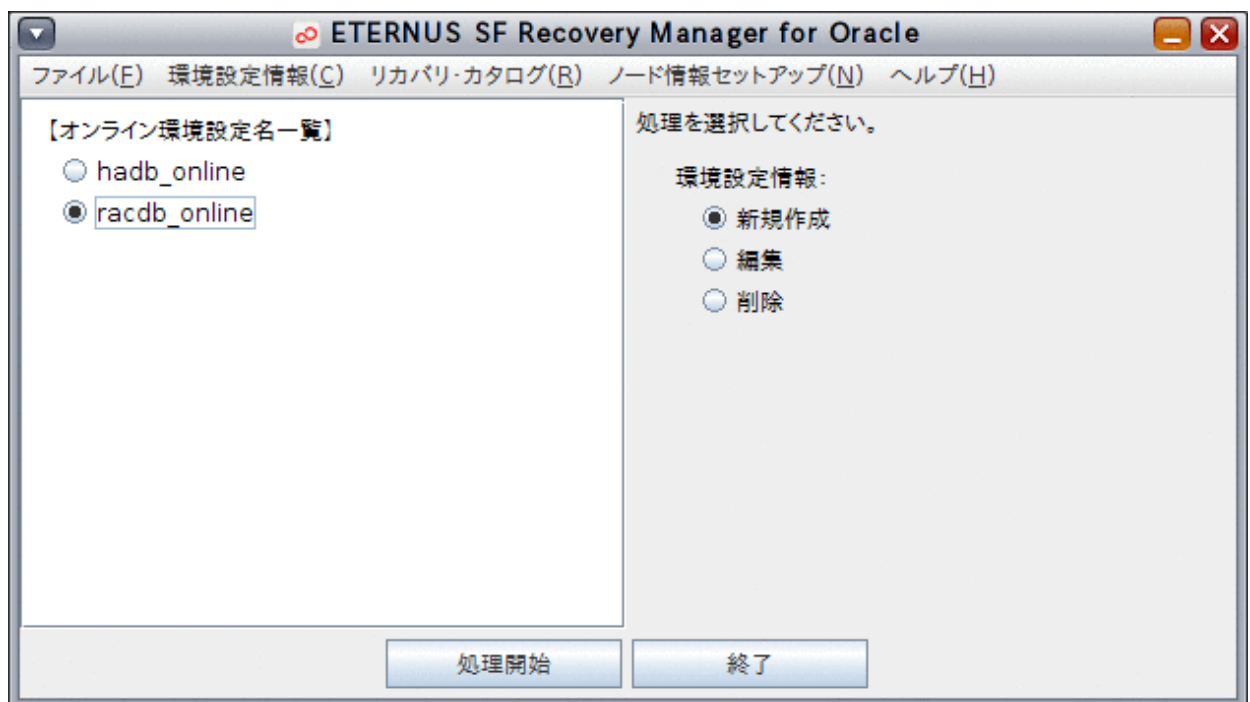 ETERNUS SF Recovery Manager for Oracle
ファイル(F) 環境設定情報(C) リカバリ・カタログ(R) ノード情報セットアップ(N) ヘルプ(H)
【オンライン環境設定名一覧】
hadb_online
racdb_online
処理を選択してください。
環境設定情報:
新規作成
編集
削除
処理開始 終了